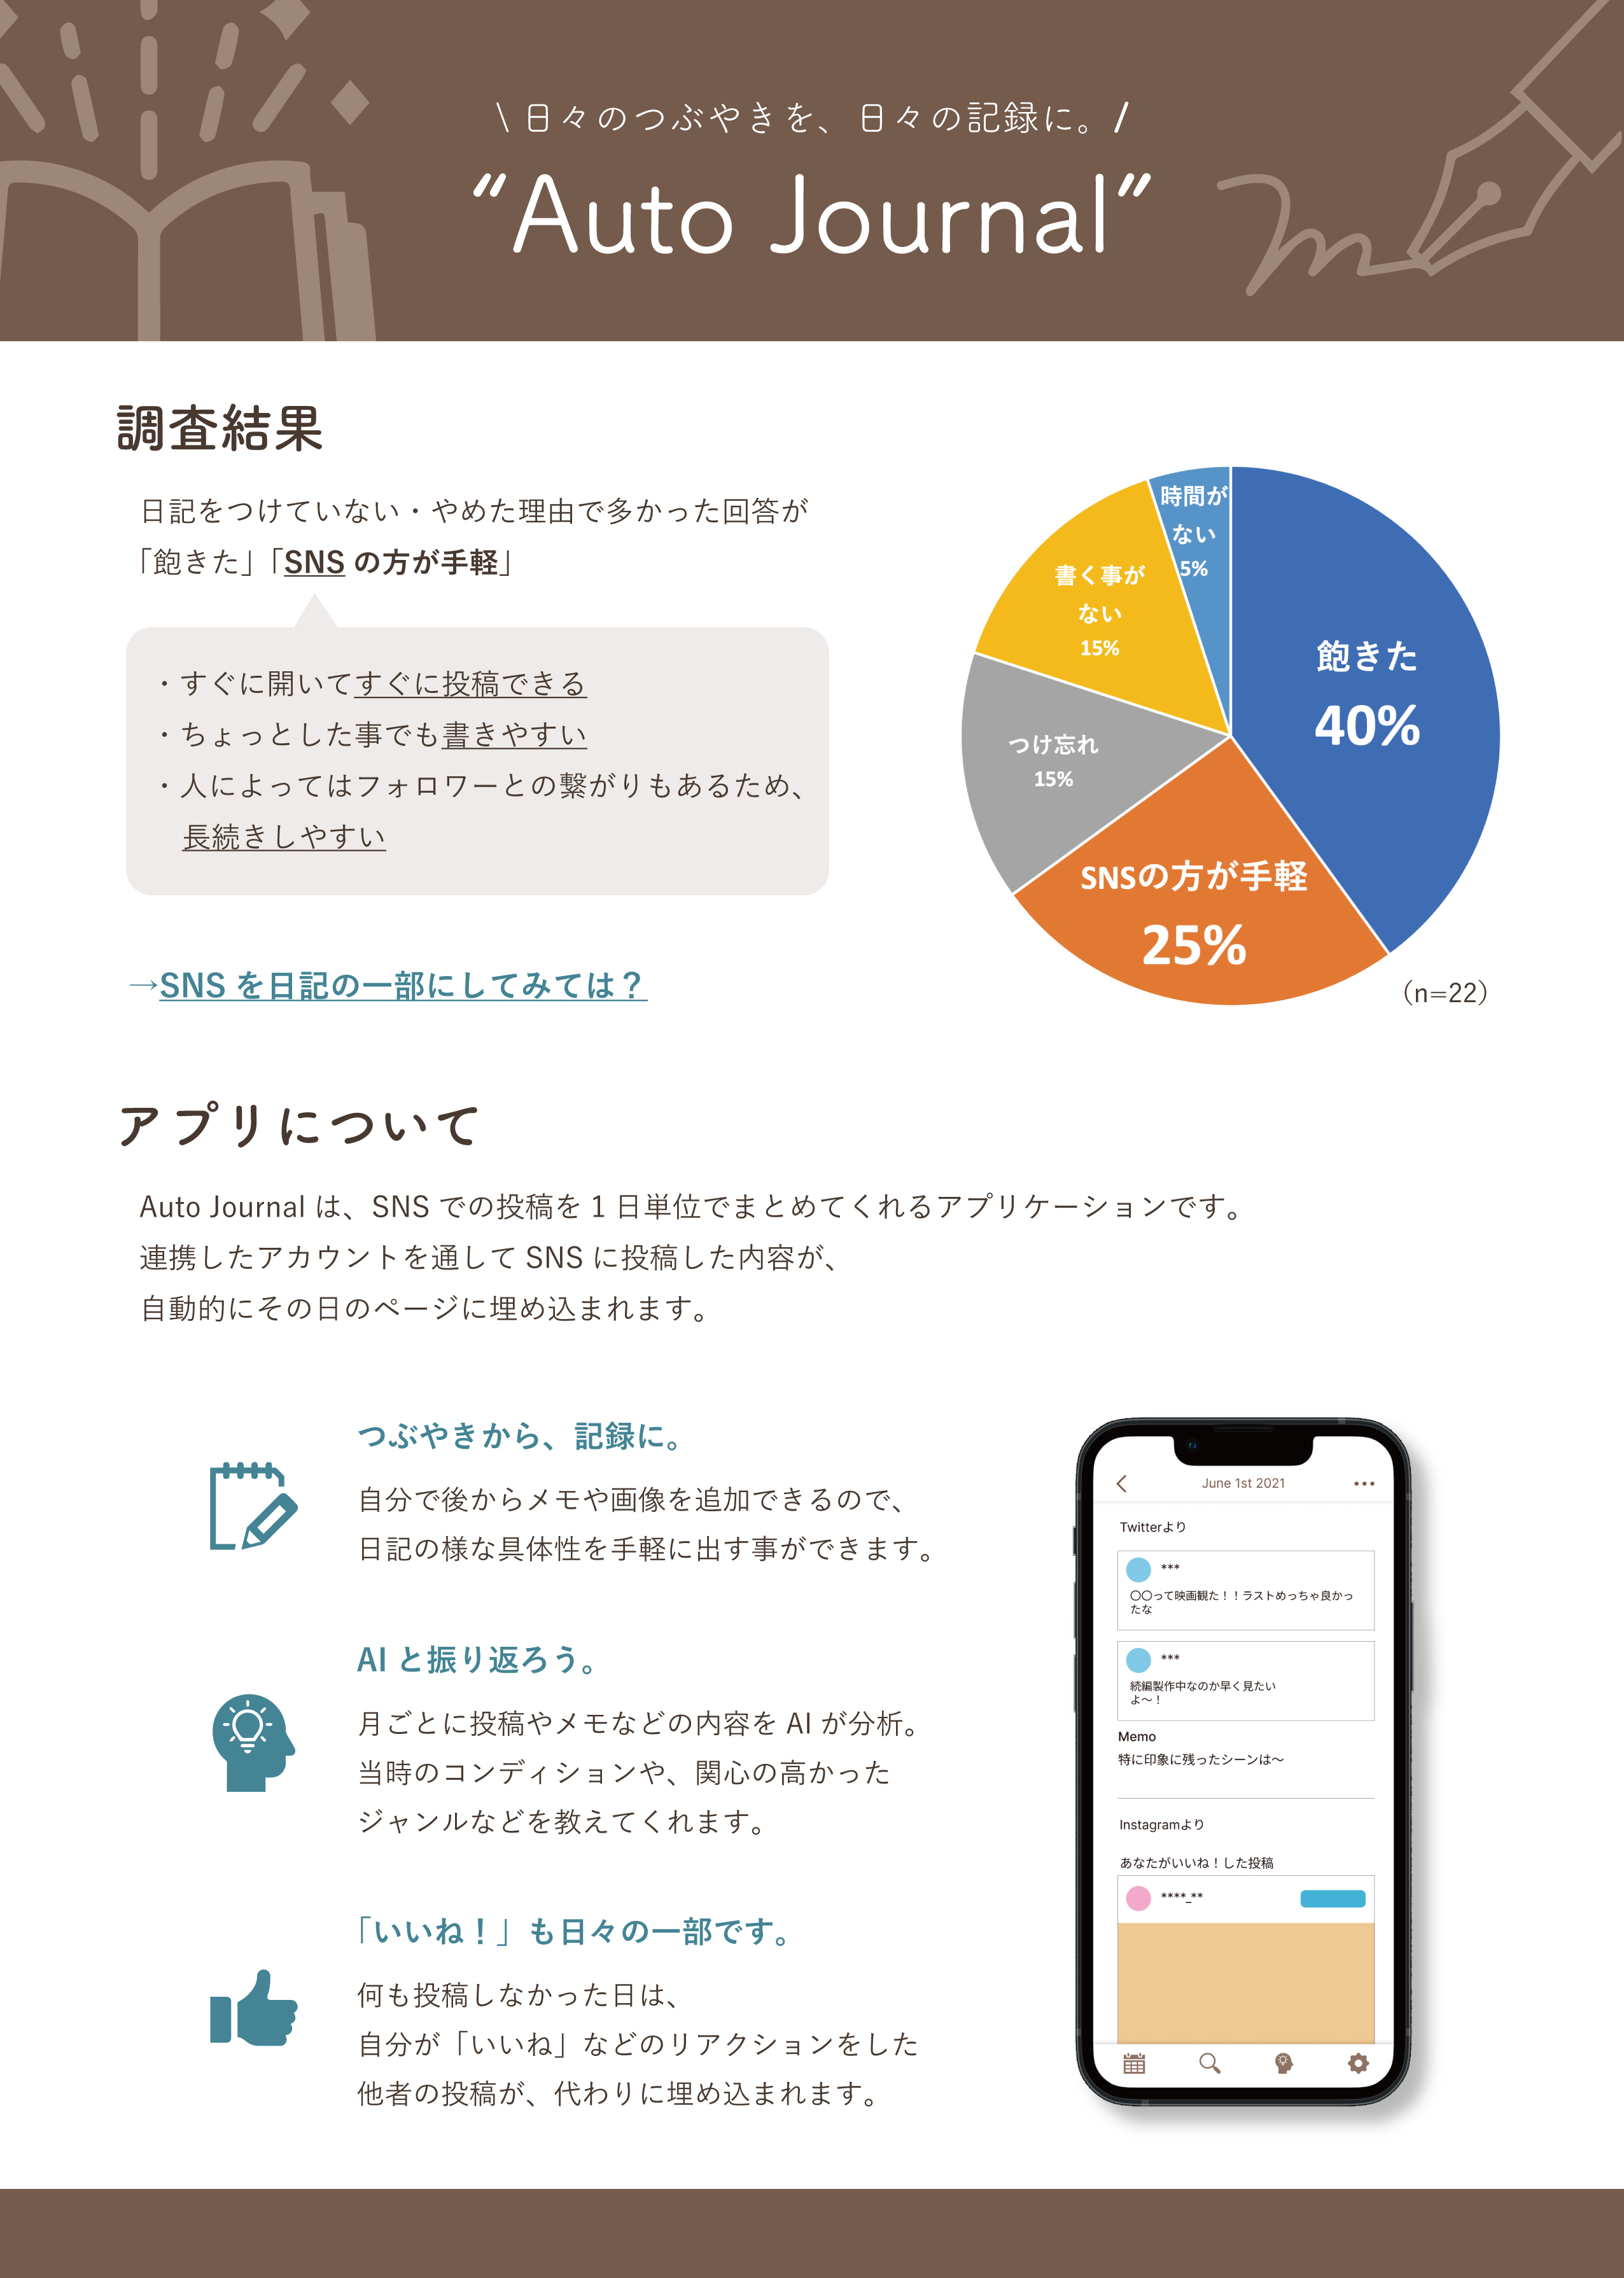 \ 日々のつぶやきを、日々の記録に。 /
“Auto Journal”
調査結果
日記をつけていない・やめた理由で多かった回答が
「飽きた」「SNS の方が手軽」
・すぐに開いてすぐに投稿できる
・ちょっとした事でも書きやすい
・人によってはフォロワーとの繋がりもあるため、
長続きしやすい
→SNS を日記の一部にしてみては？
時間が
ない
5%
書く事が
ない
15%
飽きた
40%
つけ忘れ
15%
SNSの方が手軽
25%
（n=22）
アプリについて
Auto Journal は、SNS での投稿を 1 日単位でまとめてくれるアプリケーションです。
連携したアカウントを通して SNS に投稿した内容が、
自動的にその日のページに埋め込まれます。
つぶやきから、記録に。
自分で後からメモや画像を追加できるので、
日記の様な具体性を手軽に出す事ができます。
AI と振り返ろう。
月ごとに投稿やメモなどの内容を AI が分析。
当時のコンディションや、関心の高かった
ジャンルなどを教えてくれます。
「いいね！」も日々の一部です。
何も投稿しなかった日は、
自分が「いいね」などのリアクションをした
他者の投稿が、代わりに埋め込まれます。
June 1st 2021
Twitterより
***
〇〇って映画観た！！ラストめっちゃ良かっ
たな
***
続編製作中なのか早く見たい
よ〜！
Memo
特に印象に残ったシーンは〜
Instagramより
あなたがいいね！した投稿
****_**